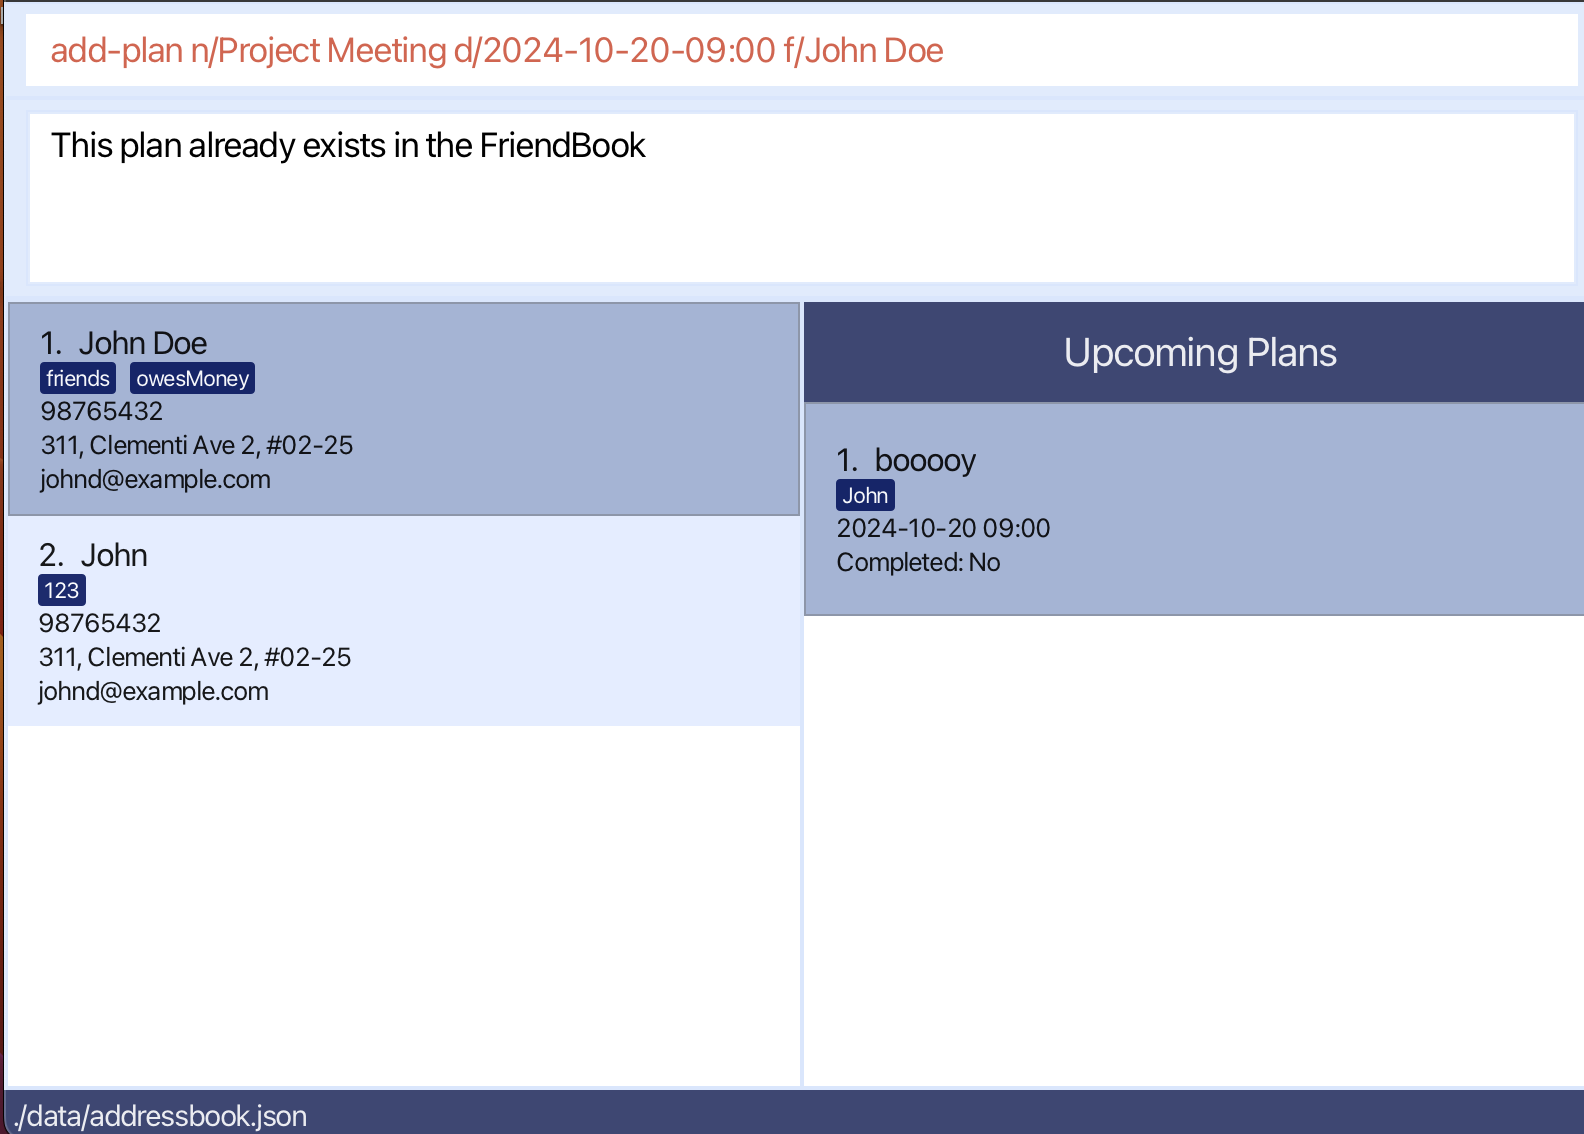 add-plan n/Project Meeting d/2024-10-20-09:00 f/John Doe
This plan already exists in the FriendBook
1. John Doe
friends owesMoney
98765432
311, Clementi Ave 2, #02-25
johnd@example.com
2. John
123
98765432
311, Clementi Ave 2, #02-25
johnd@example.com
Upcoming Plans
1. booooy
John
2024-10-20 09:00
Completed: No
./data/addressbook.json